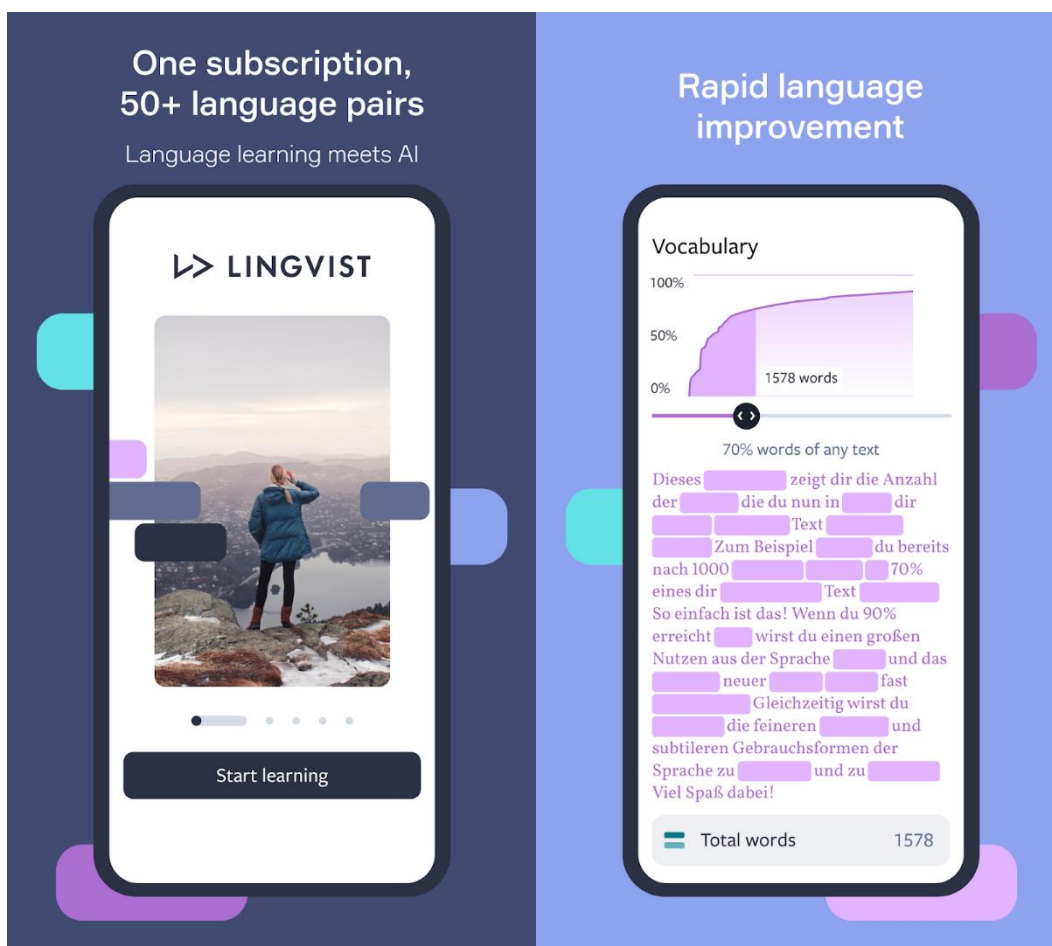 One subscription,
50+ language pairs
Language learning meets AI
LINGVIST
Start learning
Rapid language
improvement
Vocabulary
100%
50%
0%
1578 words
70% words of any text
Dieses zeigt dir die Anzahl
der die du nun in dir
Text
Zum Beispiel du bereits
nach 1000 70%
eines dir Text
So einfach ist das! Wenn du 90%
erreicht wirst du einen großen
Nutzen aus der Sprache und das
neuer fast
Gleichzeitig wirst du
die feineren und
subtileren Gebrauchsformen der
Sprache zu und zu
Viel Spaß dabei!
Total words 1578